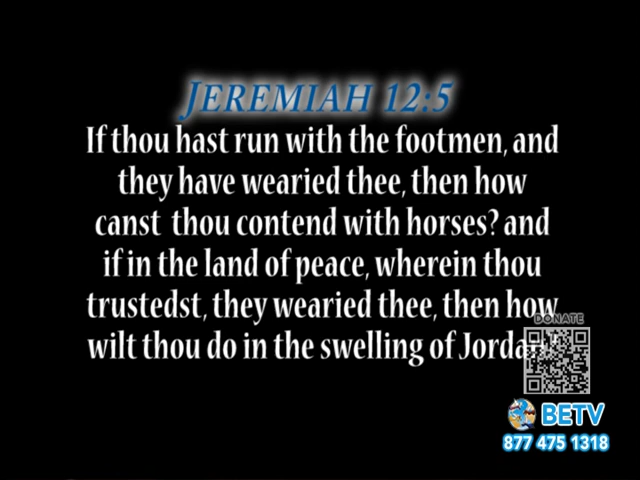 JEREMIAH 12:5
If thou hast run with the footmen, and
they have wearied thee, then how
canst thou contend with horses? and
if in the land of peace, wherein thou
trustedst, they wearied thee, then how
wilt thou do in the swelling of Jordan?
DONATE
BETV
877 475 1318